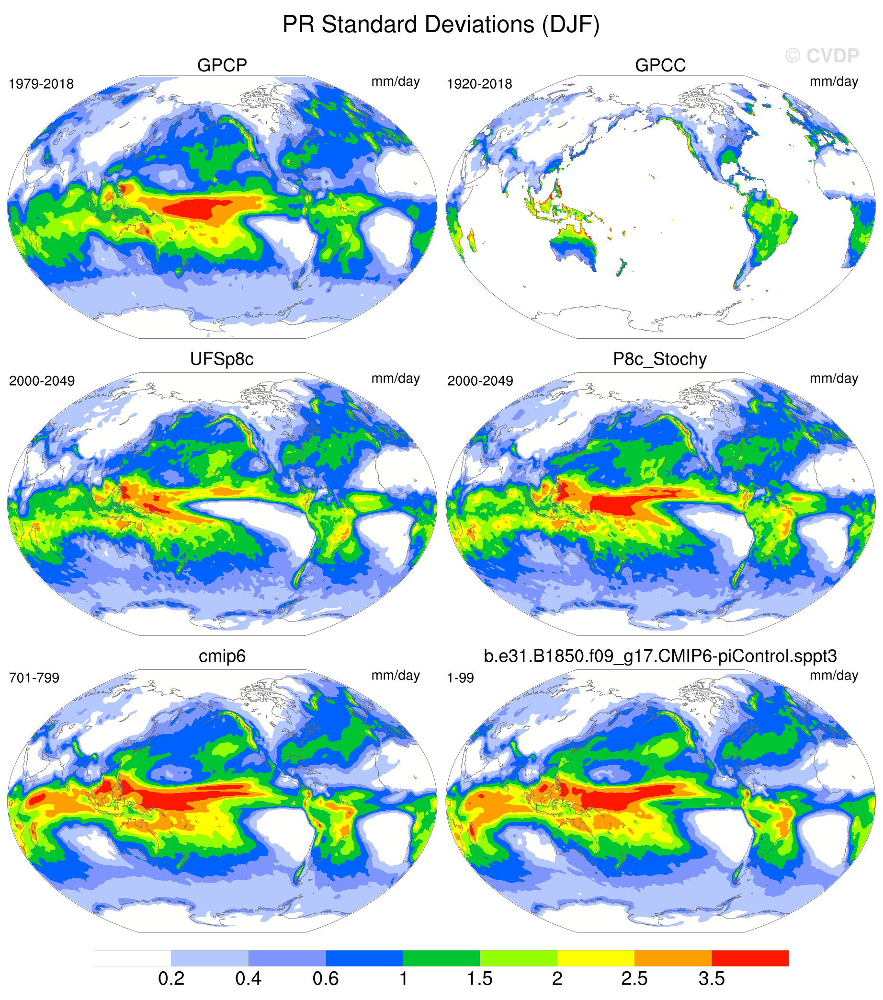 PR Standard Deviations (DJF)
© CVDP
GPCP
1979-2018
mm/day
GPCC
1920-2018
mm/day
UFSp8c
2000-2049
mm/day
P8c_Stochy
2000-2049
mm/day
cmip6
701-799
mm/day
b.e31.B1850.f09_g17.CMIP6-piControl.sppt3
1-99
mm/day
0.2 0.4 0.6 1 1.5 2 2.5 3.5